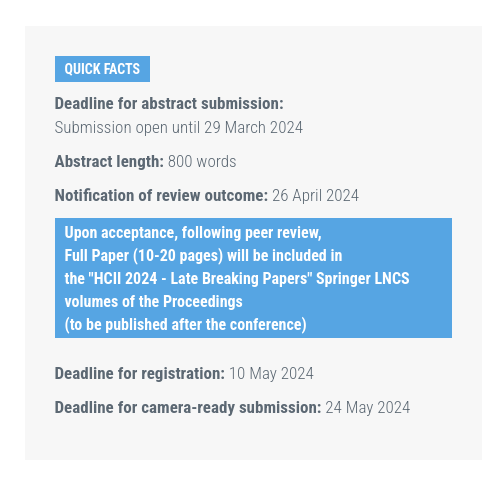 QUICK FACTS
Deadline for abstract submission:
Submission open until 29 March 2024
Abstract length: 800 words
Notification of review outcome: 26 April 2024
Upon acceptance, following peer review,
Full Paper (10-20 pages) will be included in
the "HCII 2024 - Late Breaking Papers" Springer LNCS
volumes of the Proceedings
(to be published after the conference)
Deadline for registration: 10 May 2024
Deadline for camera-ready submission: 24 May 2024